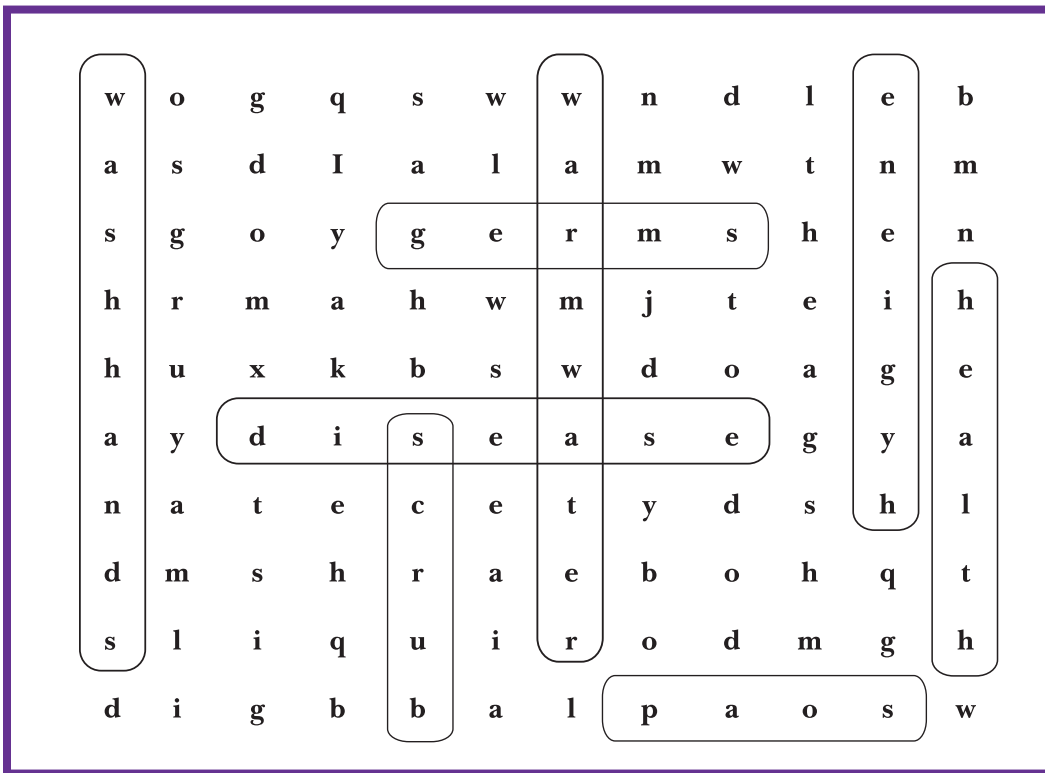 w o g q s w w n d l e b
a s d I a l a m w t n m
s g o y g e r m s h e n
h r m a h w m j t e i h
h u x k b s w d o a g e
a y d i s e a s e g y a
n a t e c e t y d s h l
d m s h r a e b o h q t
s l i q u i r o d m g h
d i g b b a l p a o s w